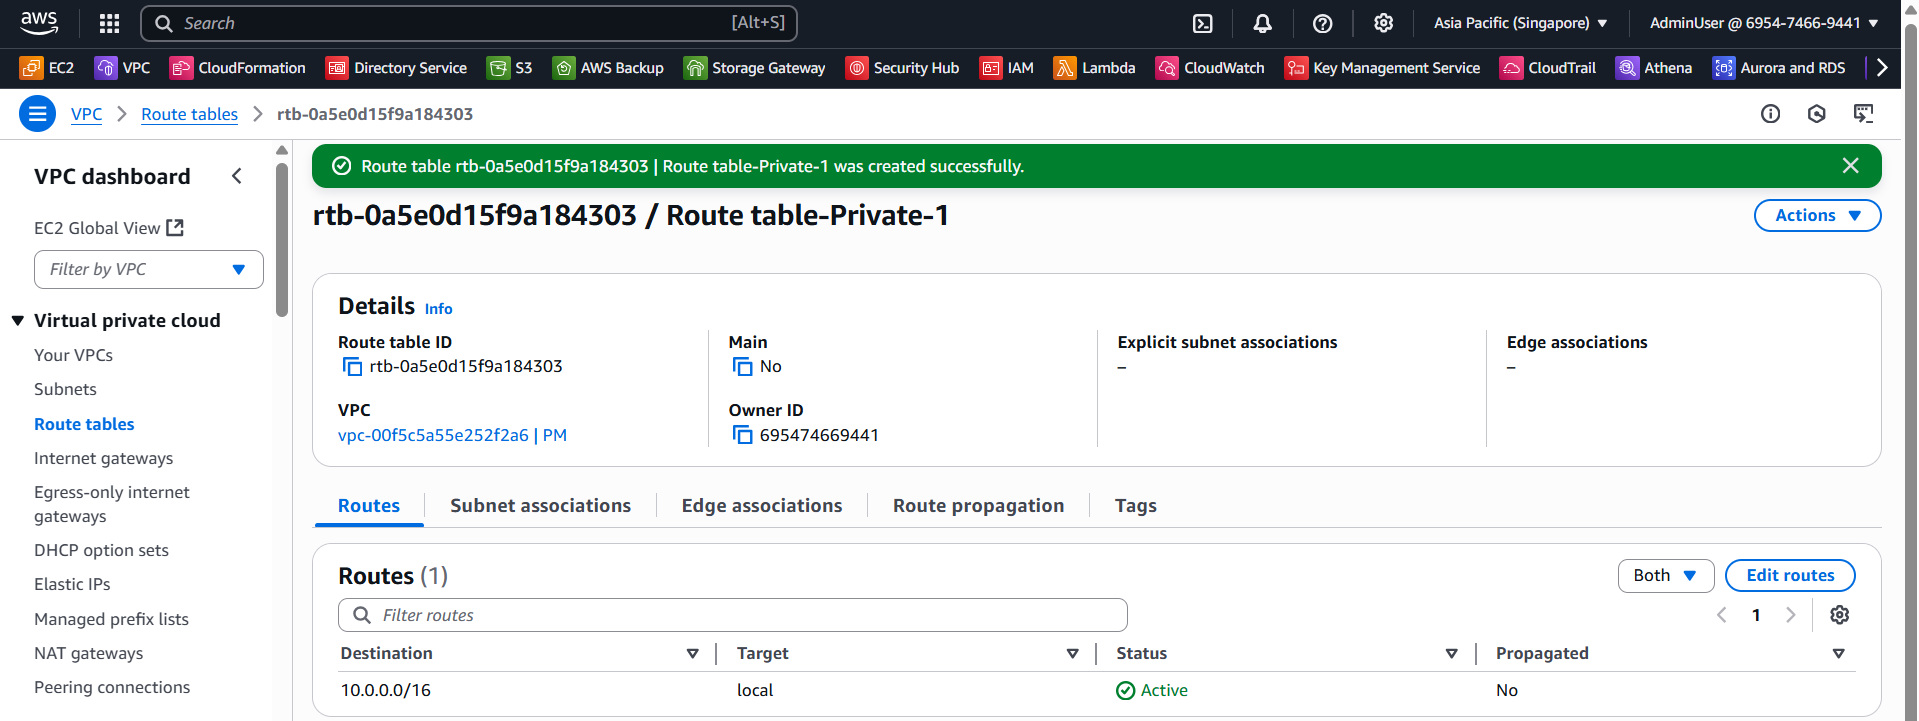 aws Search [Alt+S] Asia Pacific (Singapore) AdminUser @ 6954-7466-9441
EC2 VPC CloudFormation Directory Service S3 AWS Backup Storage Gateway Security Hub IAM Lambda CloudWatch Key Management Service CloudTrail Athena Aurora and RDS
VPC Route tables rtb-0a5e0d15f9a184303
VPC dashboard
EC2 Global View
Filter by VPC
Virtual private cloud
Your VPCs
Subnets
Route tables
Internet gateways
Egress-only internet
gateways
DHCP option sets
Elastic IPs
Managed prefix lists
NAT gateways
Peering connections
Route table rtb-0a5e0d15f9a184303 | Route table-Private-1 was created successfully.
rtb-0a5e0d15f9a184303 / Route table-Private-1
Actions
Details Info
Route table ID
rtb-0a5e0d15f9a184303
Main
No
Explicit subnet associations
–
Edge associations
–
VPC
vpc-00f5c5a55e252f2a6 | PM
Owner ID
695474669441
Routes Subnet associations Edge associations Route propagation Tags
Routes (1)
Both Edit routes
Filter routes
1
Destination Target Status Propagated
10.0.0.0/16 local Active No